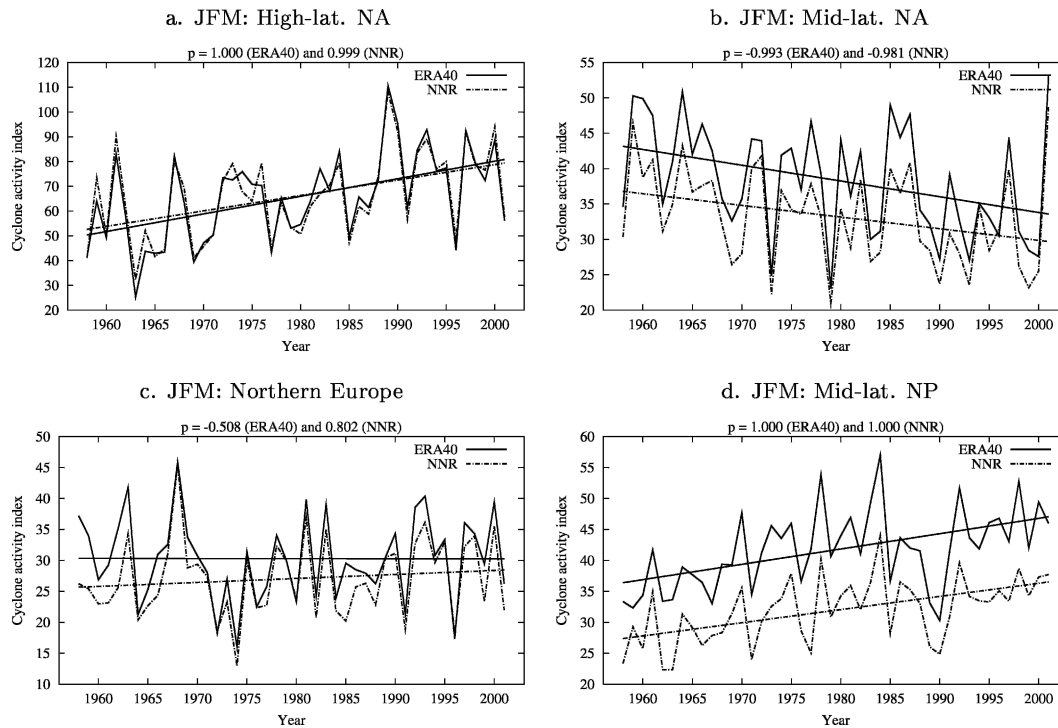 a. JFM: High-lat. NA
p = 1.000 (ERA40) and 0.999 (NNR)
Cyclone activity index
120
110
100
90
80
70
60
50
40
30
20
ERA40
NNR
1960 1965 1970 1975 1980 1985 1990 1995 2000
Year
b. JFM: Mid-lat. NA
p = -0.993 (ERA40) and -0.981 (NNR)
Cyclone activity index
55
50
45
40
35
30
25
20
ERA40
NNR
1960 1965 1970 1975 1980 1985 1990 1995 2000
Year
c. JFM: Northern Europe
p = -0.508 (ERA40) and 0.802 (NNR)
Cyclone activity index
50
45
40
35
30
25
20
15
10
ERA40
NNR
1960 1965 1970 1975 1980 1985 1990 1995 2000
Year
d. JFM: Mid-lat. NP
p = 1.000 (ERA40) and 1.000 (NNR)
Cyclone activity index
60
55
50
45
40
35
30
25
20
ERA40
NNR
1960 1965 1970 1975 1980 1985 1990 1995 2000
Year